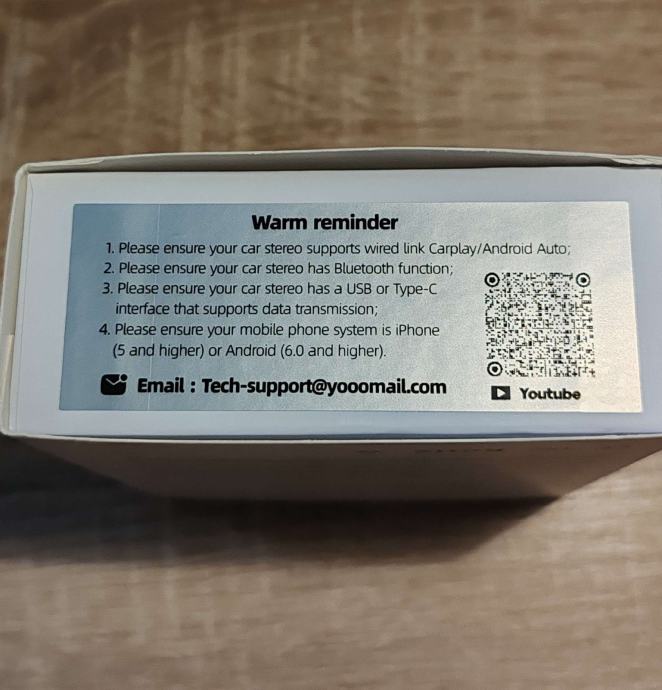 Warm reminder
1. Please ensure your car stereo supports wired link Carplay/Android Auto;
2. Please ensure your car stereo has Bluetooth function;
3. Please ensure your car stereo has a USB or Type-C
interface that supports data transmission;
4. Please ensure your mobile phone system is iPhone
(5 and higher) or Android (6.0 and higher).
Email : Tech-support@yooomail.com
Youtube